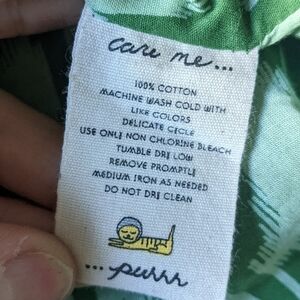 care me...
100% COTTON
MACHINE WASH COLD WITH
LIKE COLORS
DELICATE CYCLE
USE ONLY NON CHLORINE BLEACH
TUMBLE DRY LOW
REMOVE PROMPTLY
MEDIUM IRON AS NEEDED
DO NOT DRY CLEAN
...purrr